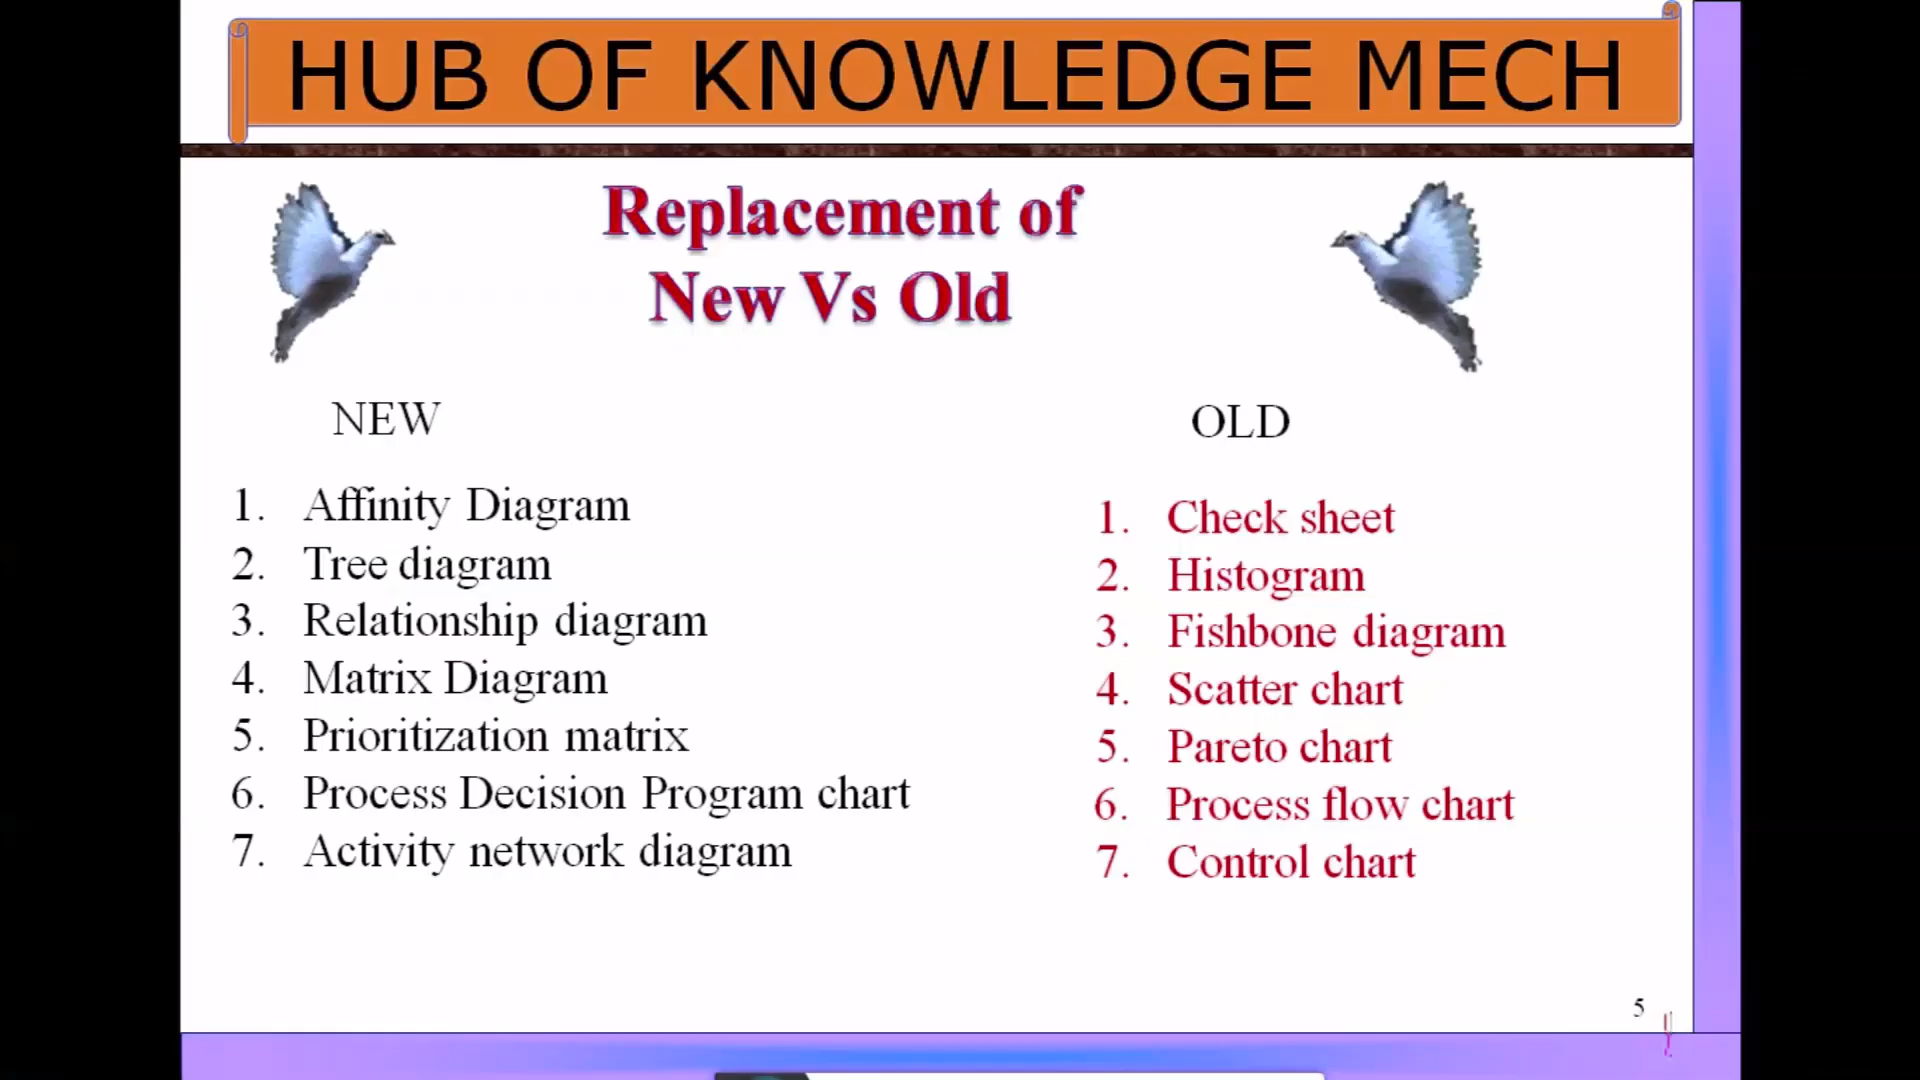 HUB OF KNOWLEDGE MECH
Replacement of
New Vs Old
NEW
1. Affinity Diagram
2. Tree diagram
3. Relationship diagram
4. Matrix Diagram
5. Prioritization matrix
6. Process Decision Program chart
7. Activity network diagram
OLD
1. Check sheet
2. Histogram
3. Fishbone diagram
4. Scatter chart
5. Pareto chart
6. Process flow chart
7. Control chart
5